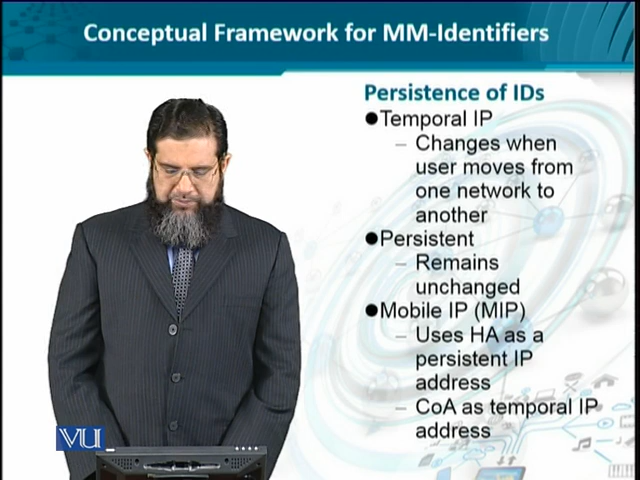 Conceptual Framework for MM-Identifiers
Persistence of IDs
●Temporal IP
– Changes when
user moves from
one network to
another
●Persistent
– Remains
unchanged
●Mobile IP (MIP)
– Uses HA as a
persistent IP
address
– CoA as temporal IP
address
VU